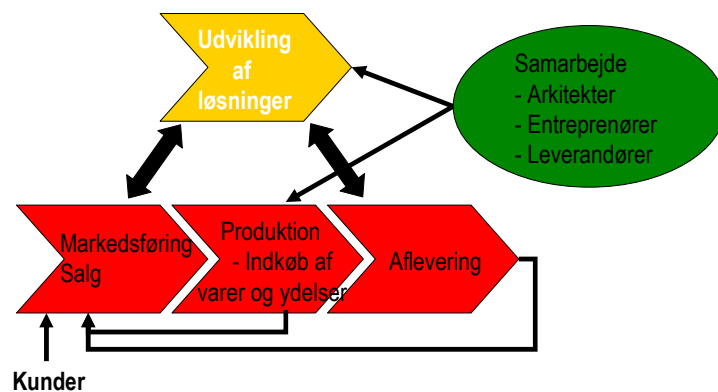 Udvikling
af
løsninger
Samarbejde
- Arkitekter
- Entreprenører
- Leverandører
Markedsføring
Salg
Produktion
- Indkøb af
varer og ydelser
Aflevering
Kunder